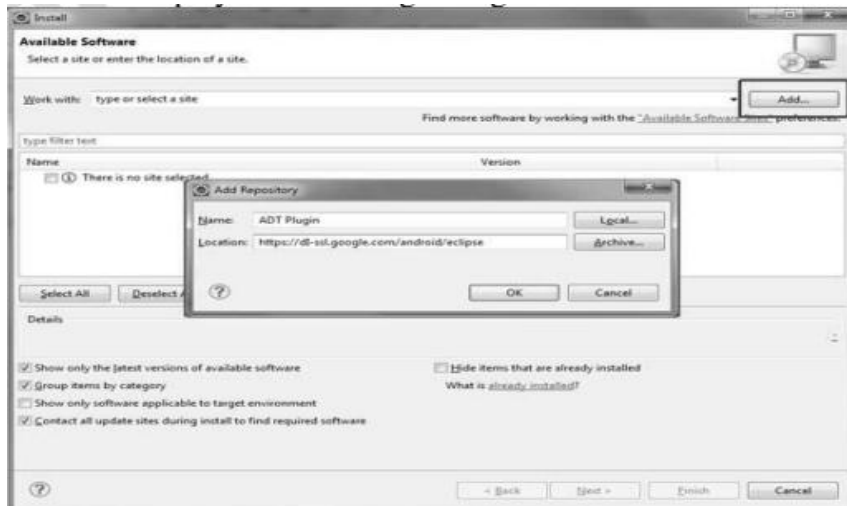 Install
Available Software
Select a site or enter the location of a site.
Work with: type or select a site
Add...
Find more software by working with the "Available Software Sites" preferences.
type filter text
Name Version
There is no site selected.
Add Repository
Name: ADT Plugin Local...
Location: https://dl-ssl.google.com/android/eclipse Archive...
OK Cancel
Select All Deselect A
Details
Show only the latest versions of available software
Hide items that are already installed
Group items by category
What is already installed?
Show only software applicable to target environment
Contact all update sites during install to find required software
< Back Next > Finish Cancel